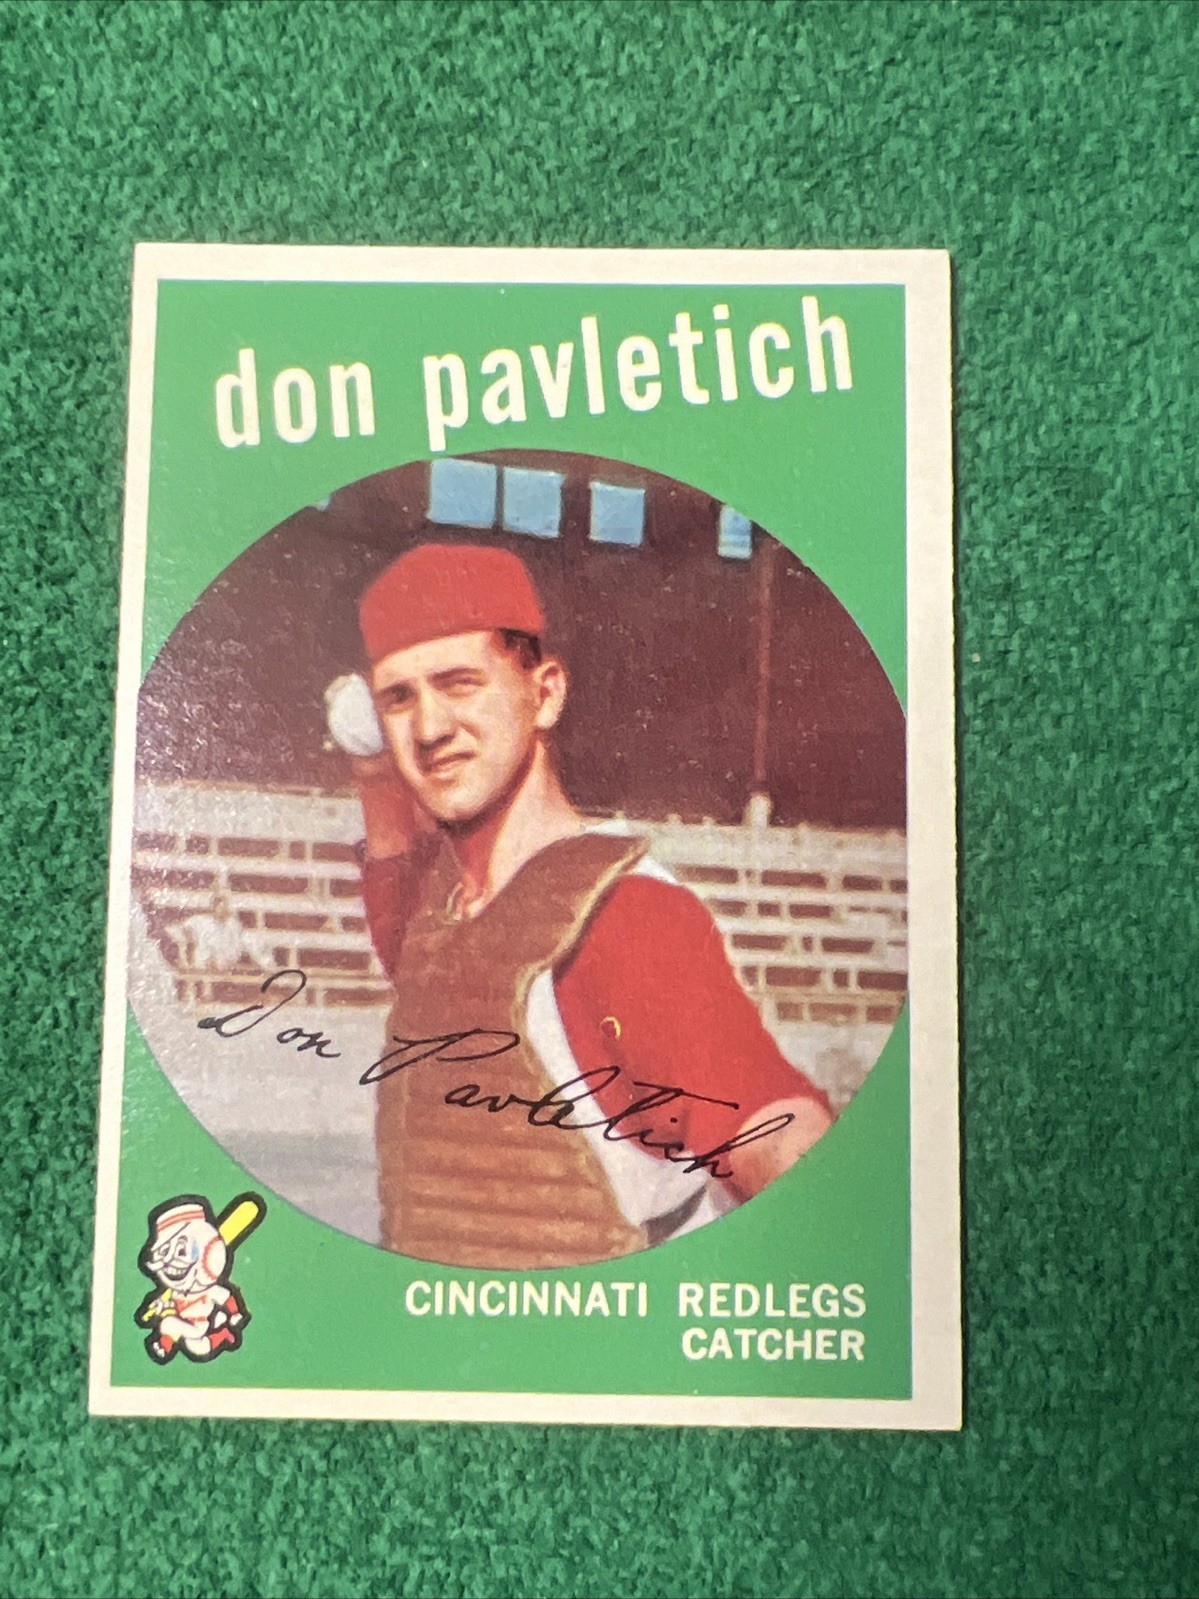 don pavletich
Don Pavletich
CINCINNATI REDLEGS
CATCHER